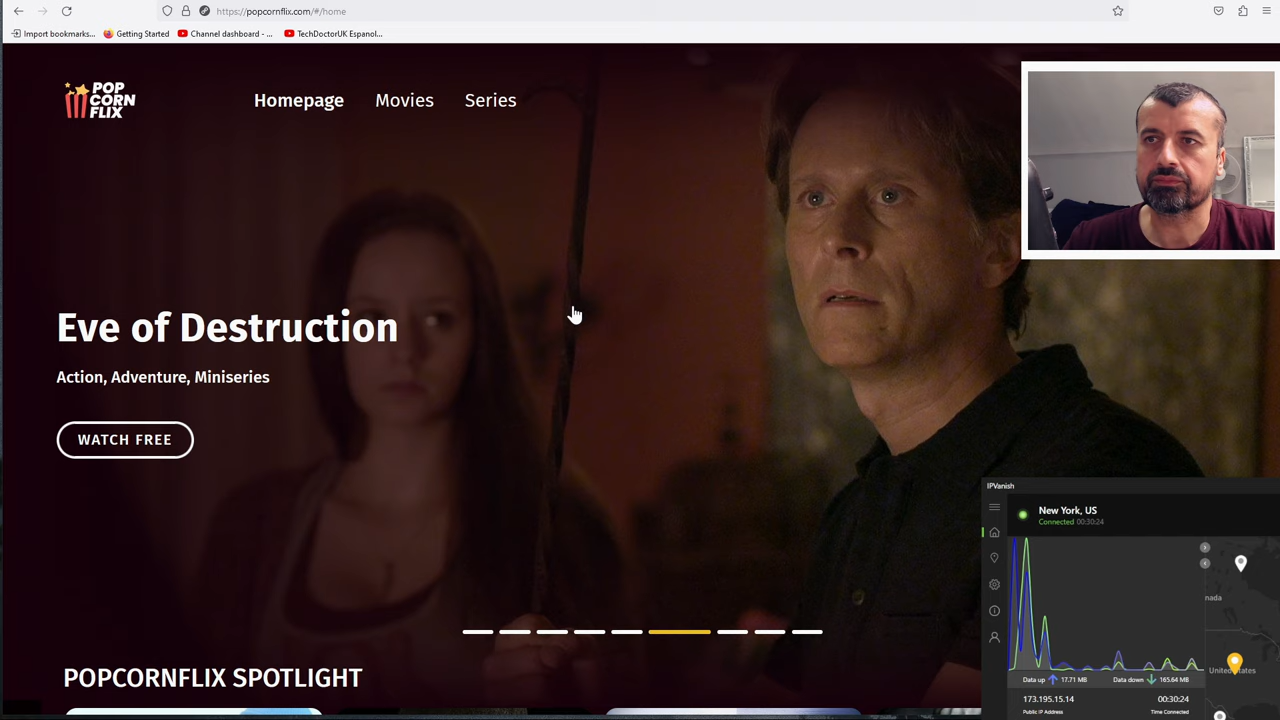 https://popcornflix.com/#/home
Import bookmarks...
Getting Started
Channel dashboard - ...
TechDoctorUK Espanol...
POP
CORN
FLIX
Homepage
Movies
Series
Eve of Destruction
Action, Adventure, Miniseries
WATCH FREE
POPCORNFLIX SPOTLIGHT
IPVanish
New York, US
Connected 00:30:24
nada
United States
Data up 17.71 MB
Data down 165.64 MB
173.195.15.14
00:30:24
Public IP Address
Time Connected